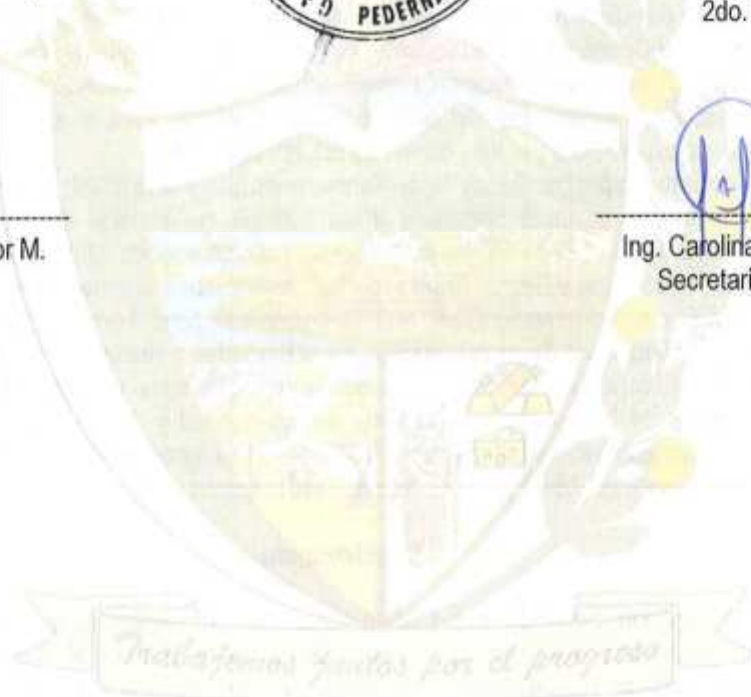 PEDERN
2do.
or M.
Ing. Carolina
Secretari
Trabajemos juntos por el progreso